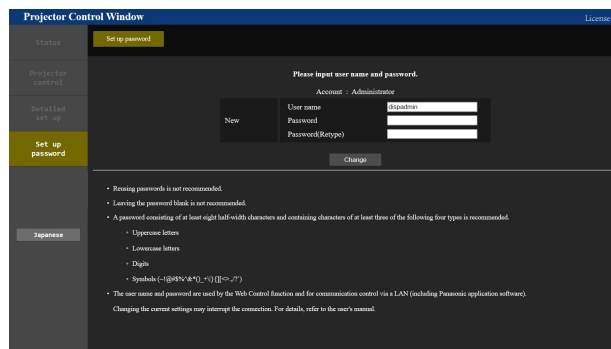 Projector Control Window
License
Status
Set up password
Projector
control
Please input user name and password.
Account : Administrator
Detailed
set up
User name
dispadmin
New
Password
Password(Retype)
Set up
password
Change
• Reusing passwords is not recommended.
• Leaving the password blank is not recommended.
• A password consisting of at least eight half-width characters and containing characters of at least three of the following four types is recommended.
• Uppercase letters
Japanese
• Lowercase letters
• Digits
• Symbols
• The user name and password are used by the Web Control function and for communication control via a LAN (including Panasonic application software).
Changing the current settings may interrupt the connection. For details, refer to the user's manual.